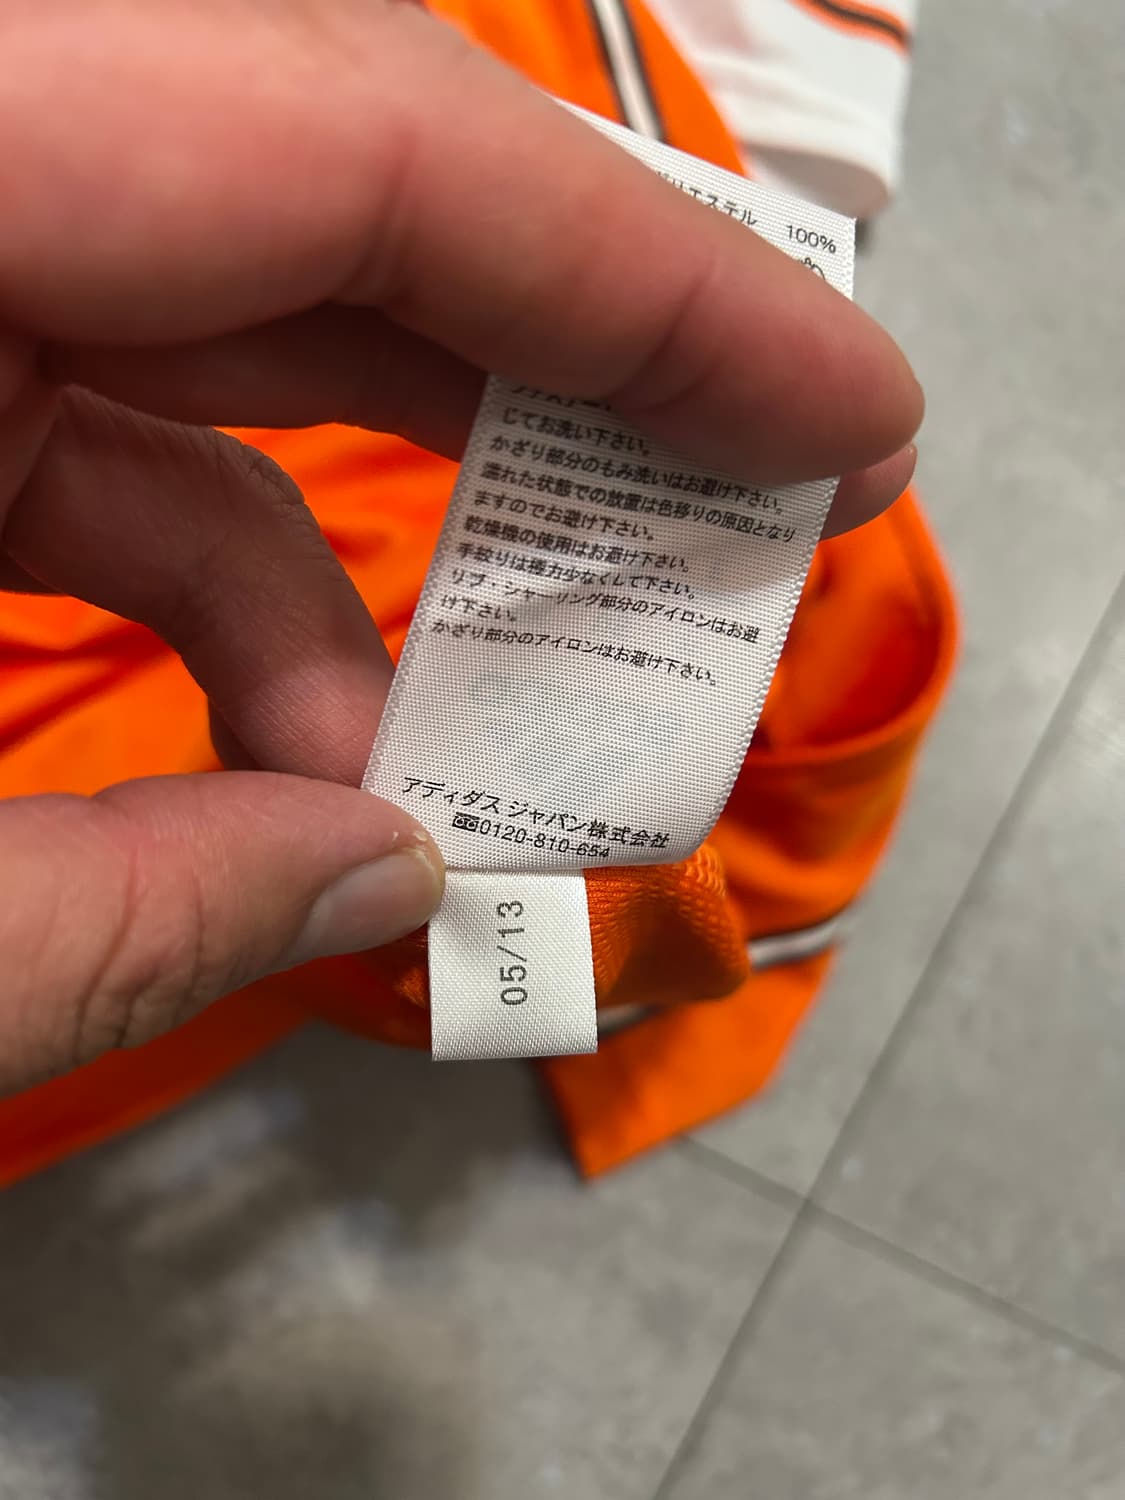 ポリエステル 100%
じてお洗い下さい。
かざり部分のもみ洗いはお避け下さい。
濡れた状態での放置は色移りの原因となり
ますのでお避け下さい。
乾燥機の使用はお避け下さい。
手絞りは極力少なくして下さい。
リブ・シャーリング部分のアイロンはお避
け下さい。
かざり部分のアイロンはお避け下さい。
アディダス ジャパン株式会社
0120-810-654
05/13